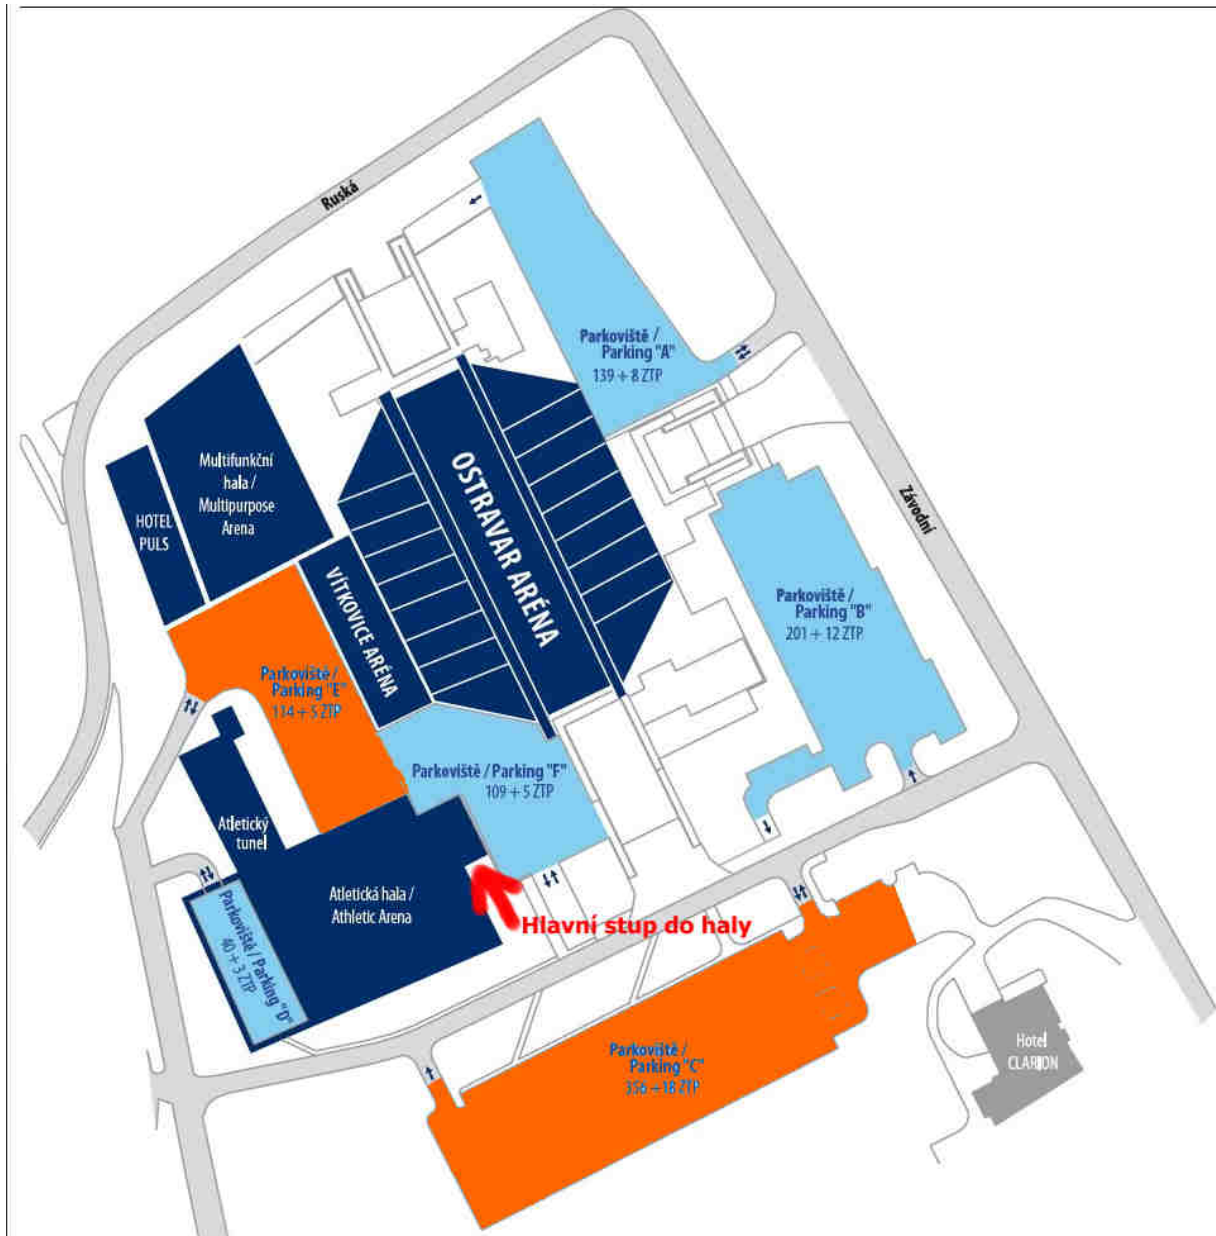 Ruská
Parkoviště /
Parking "A"
139 + 8 ZTP
Multifunkční
hala /
Multipurpose
Arena
HOTEL
PULS
OSTRAVAR ARÉNA
Závodní
VÍTKOVICE ARÉNA
Parkoviště /
Parking "B"
201 + 12 ZTP
Parkoviště /
Parking "E"
114 + 5 ZTP
Parkoviště / Parking "F"
109 + 5 ZTP
Atletický
tunel
Atletická hala /
Athletic Arena
Hlavní stup do haly
Parkoviště / Parking "D"
40 + 3 ZTP
Parkoviště /
Parking "C"
356 +18 ZTP
Hotel
CLARION